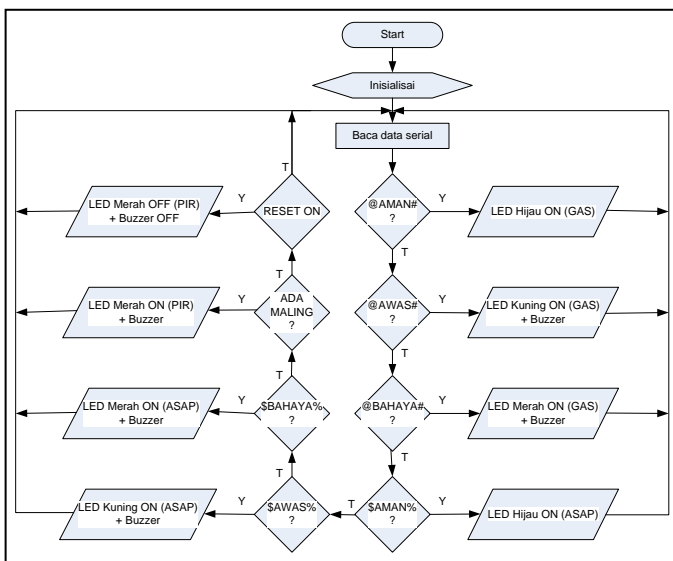 Start
Inisialisai
Baca data serial
@AMAN#
?
Y
LED Hijau ON (GAS)
T
@AWAS#
?
Y
LED Kuning ON (GAS)
+ Buzzer
T
@BAHAYA#
?
Y
LED Merah ON (GAS)
+ Buzzer
T
$AMAN%
?
Y
LED Hijau ON (ASAP)
T
$AWAS%
?
Y
LED Kuning ON (ASAP)
+ Buzzer
T
$BAHAYA%
?
Y
LED Merah ON (ASAP)
+ Buzzer
T
ADA
MALING
?
Y
LED Merah ON (PIR)
+ Buzzer
T
RESET ON
Y
LED Merah OFF (PIR)
+ Buzzer OFF
T